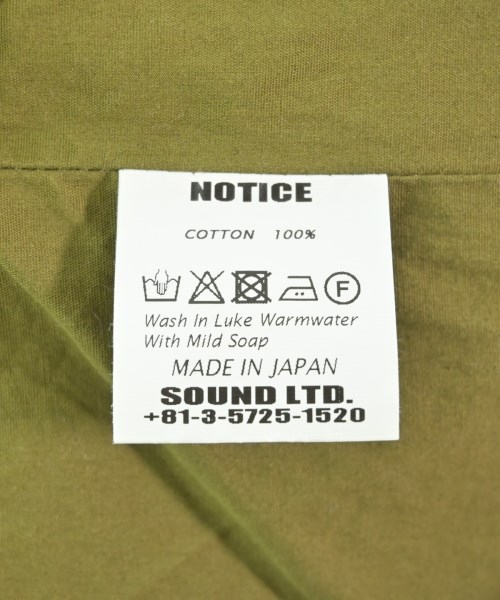 NOTICE
COTTON 100%
F
Wash In Luke Warmwater
With Mild Soap
MADE IN JAPAN
SOUND LTD.
+81-3-5725-1520